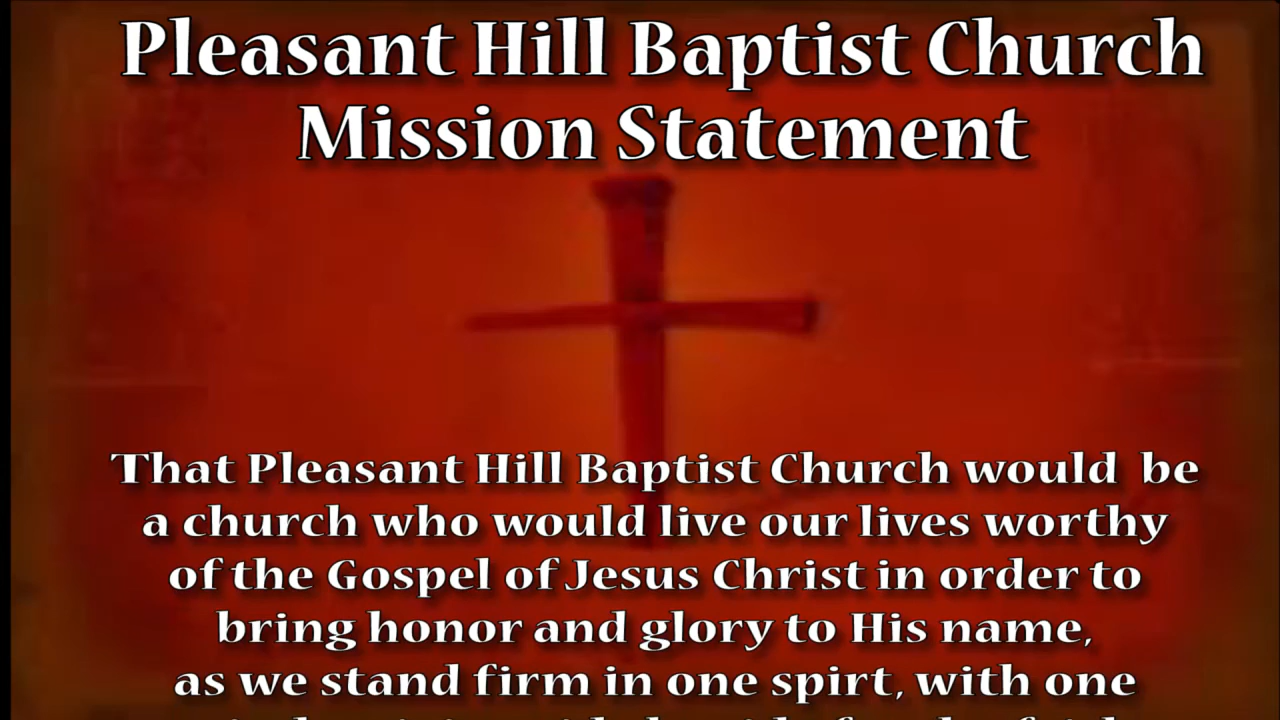 Pleasant Hill Baptist Church
Mission Statement
That Pleasant Hill Baptist Church would be
a church who would live our lives worthy
of the Gospel of Jesus Christ in order to
bring honor and glory to His name,
as we stand firm in one spirt, with one